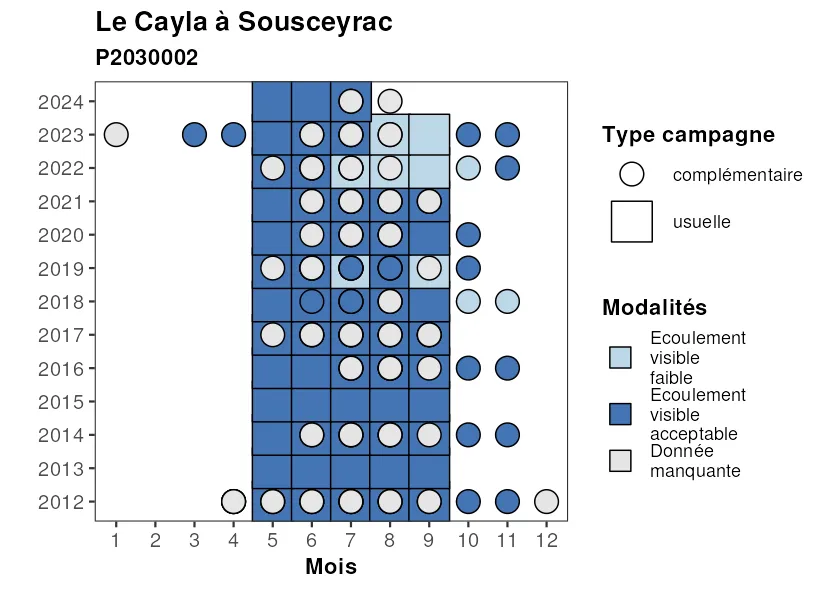 Le Cayla à Sousceyrac
P2030002
2024
2023
2022
2021
2020
2019
2018
2017
2016
2015
2014
2013
2012
1 2 3 4 5 6 7 8 9 10 11 12
Mois
Type campagne
complémentaire
usuelle
Modalités
Ecoulement
visible
faible
Ecoulement
visible
acceptable
Donnée
manquante